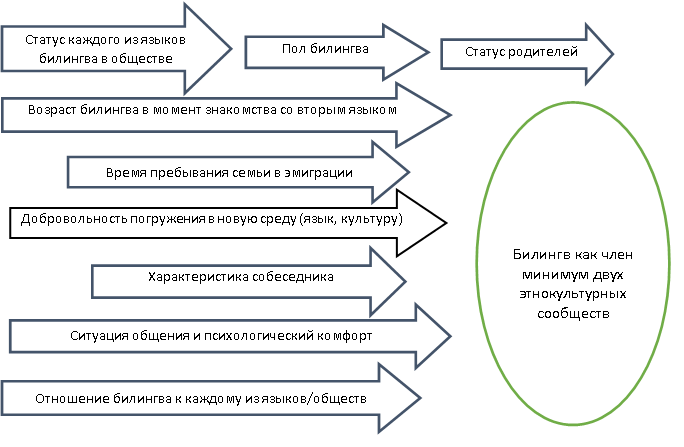 Статус каждого из языков
билингва в обществе
Пол билингва
Статус родителей
Возраст билингва в момент знакомства со вторым языком
Время пребывания семьи в эмиграции
Добровольность погружения в новую среду (язык, культуру)
Характеристика собеседника
Ситуация общения и психологический комфорт
Отношение билингва к каждому из языков/обществ
Билингв как член
минимум двух
этнокультурных
сообществ